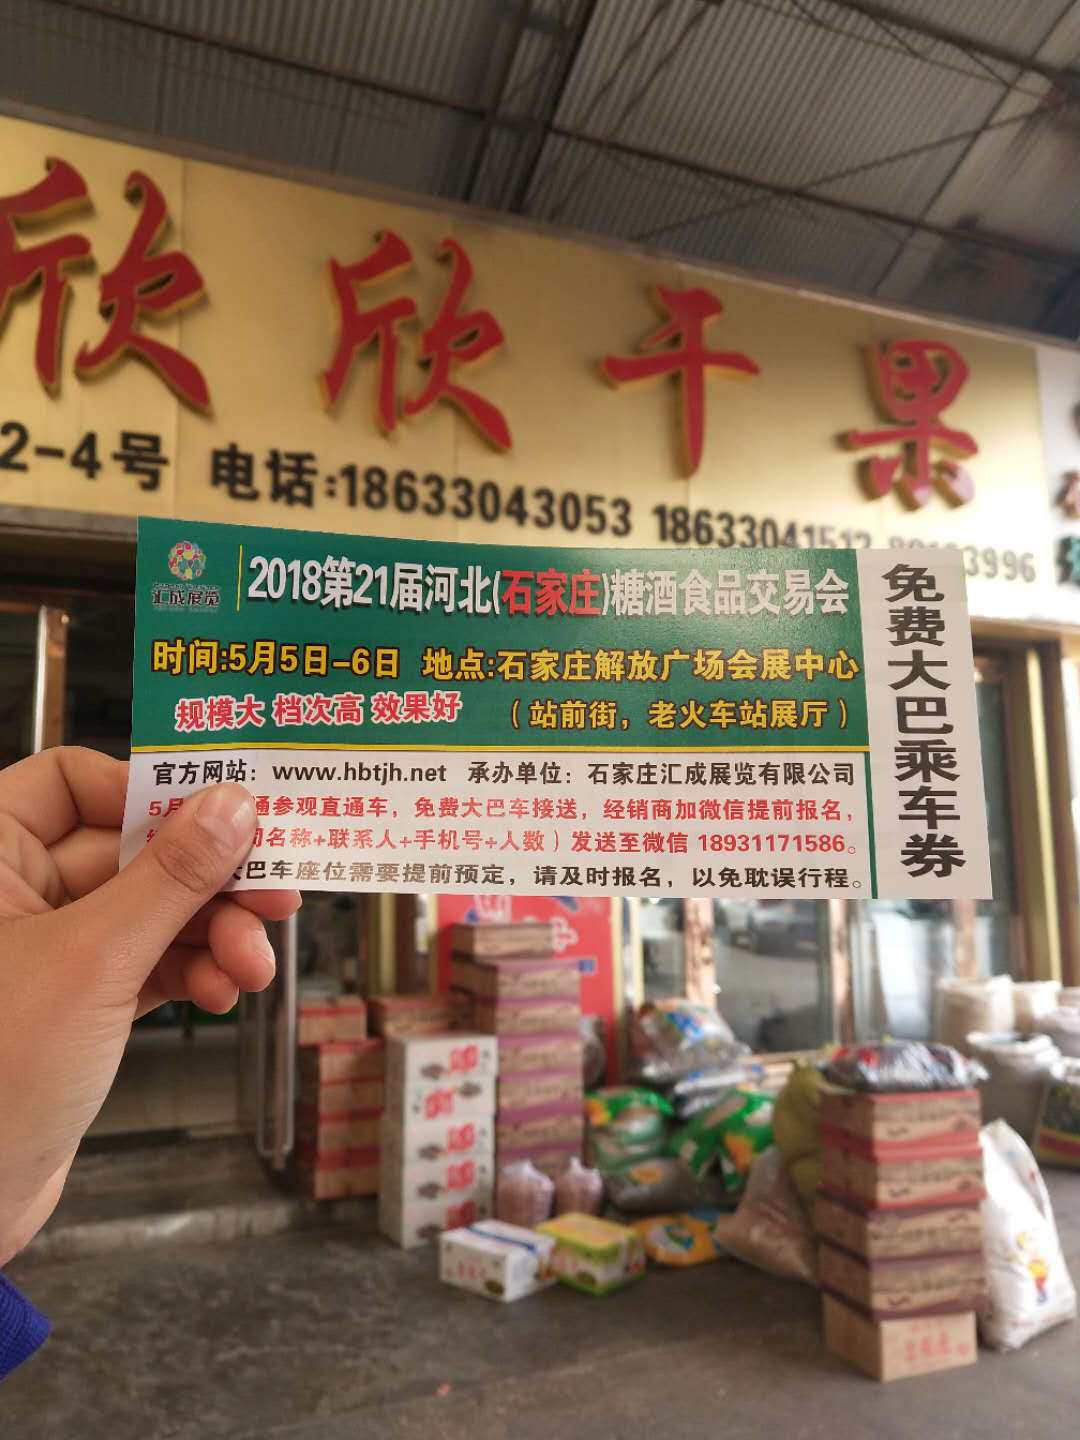 欣欣干果
2-4号 电话:18633043053 18633041512 3996
汇成展览
2018第21届河北(石家庄)糖酒食品交易会
时间:5月5日-6日 地点:石家庄解放广场会展中心
规模大 档次高 效果好 (站前街，老火车站展厅)
官方网站：www.hbtjh.net 承办单位：石家庄汇成展览有限公司
5月 通参观直通车，免费大巴车接送，经销商加微信提前报名，
名称+联系人+手机号+人数）发送至微信 18931171586。
大巴车座位需要提前预定，请及时报名，以免耽误行程。
免费大巴乘车券